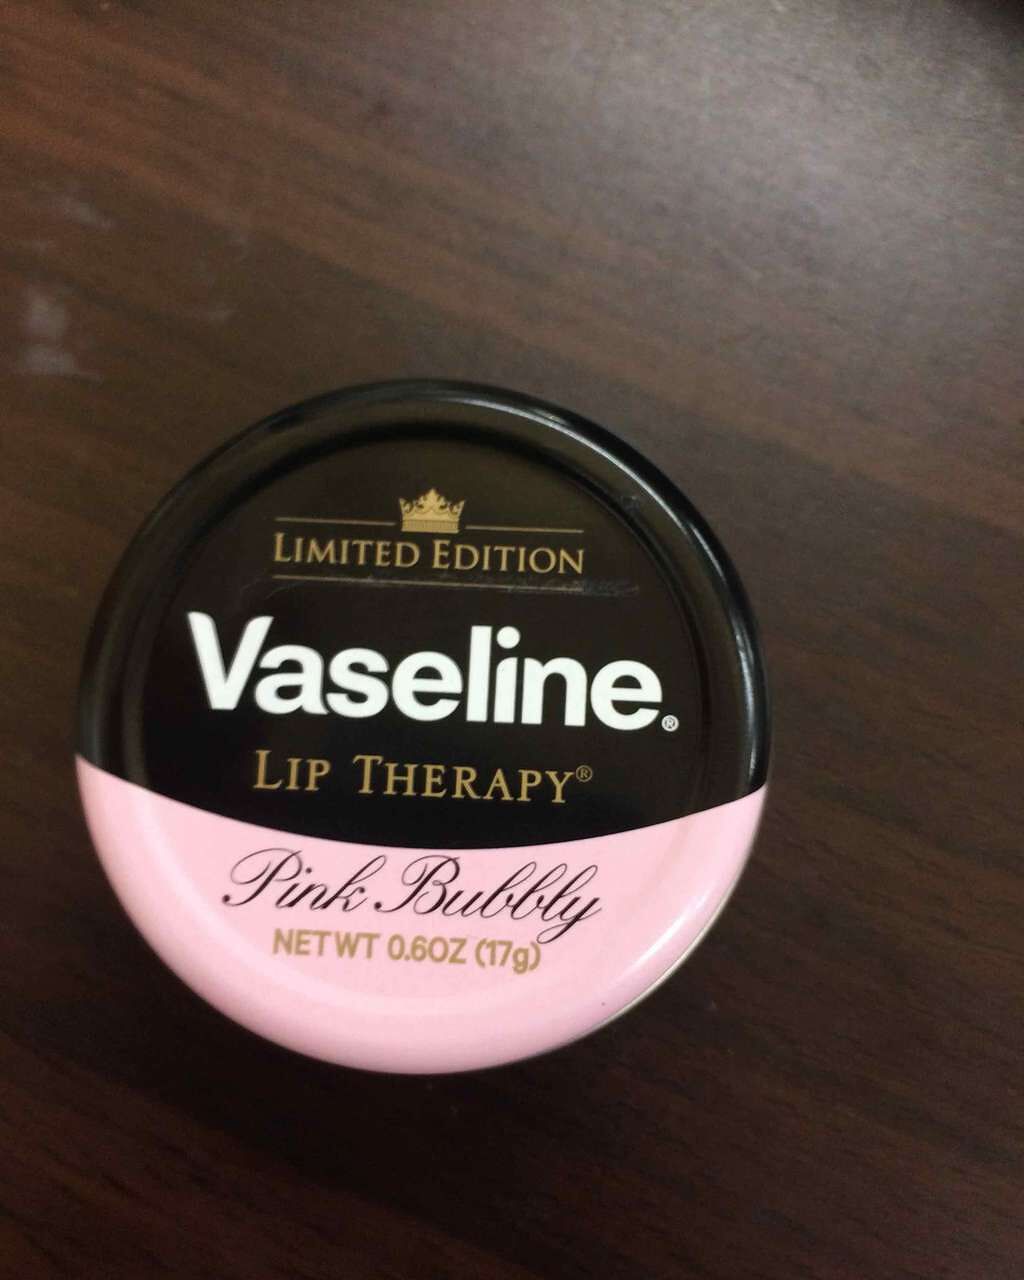 LIMITED EDITION
Vaseline®
LIP THERAPY®
Pink Bubbly
NET WT 0.6OZ (17g)